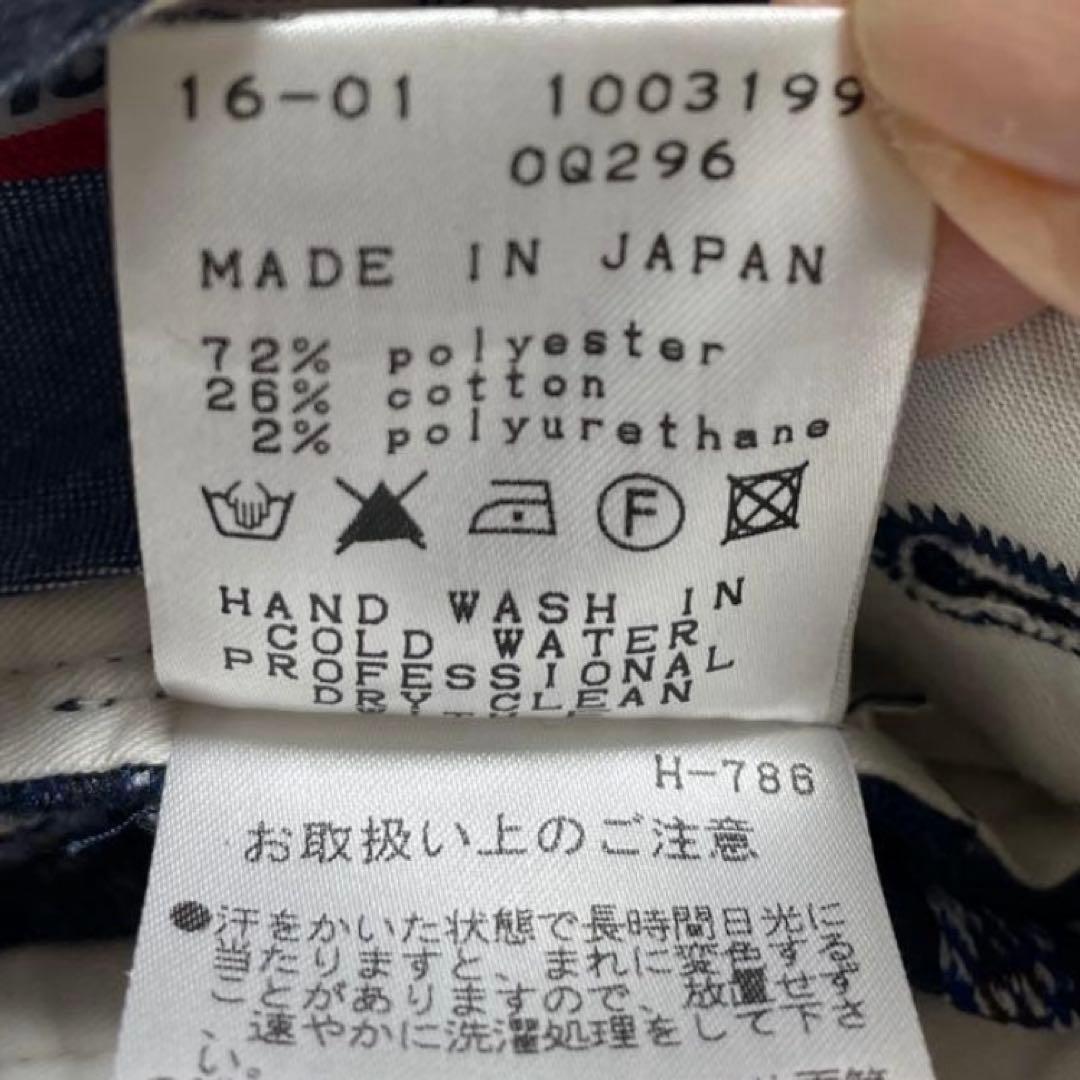 16-01 1003199
0Q296
MADE IN JAPAN
72% polyester
26% cotton
2% polyurethane
F
HAND WASH IN
COLD WATER
PROFESSIONAL
DRY CLEAN
H-786
お取扱い上のご注意
●汗をかいた状態で長時間日光に
当たりますと、まれに変色する
ことがありますので、放置せず
、速やかに洗濯処理をして下さ
い。